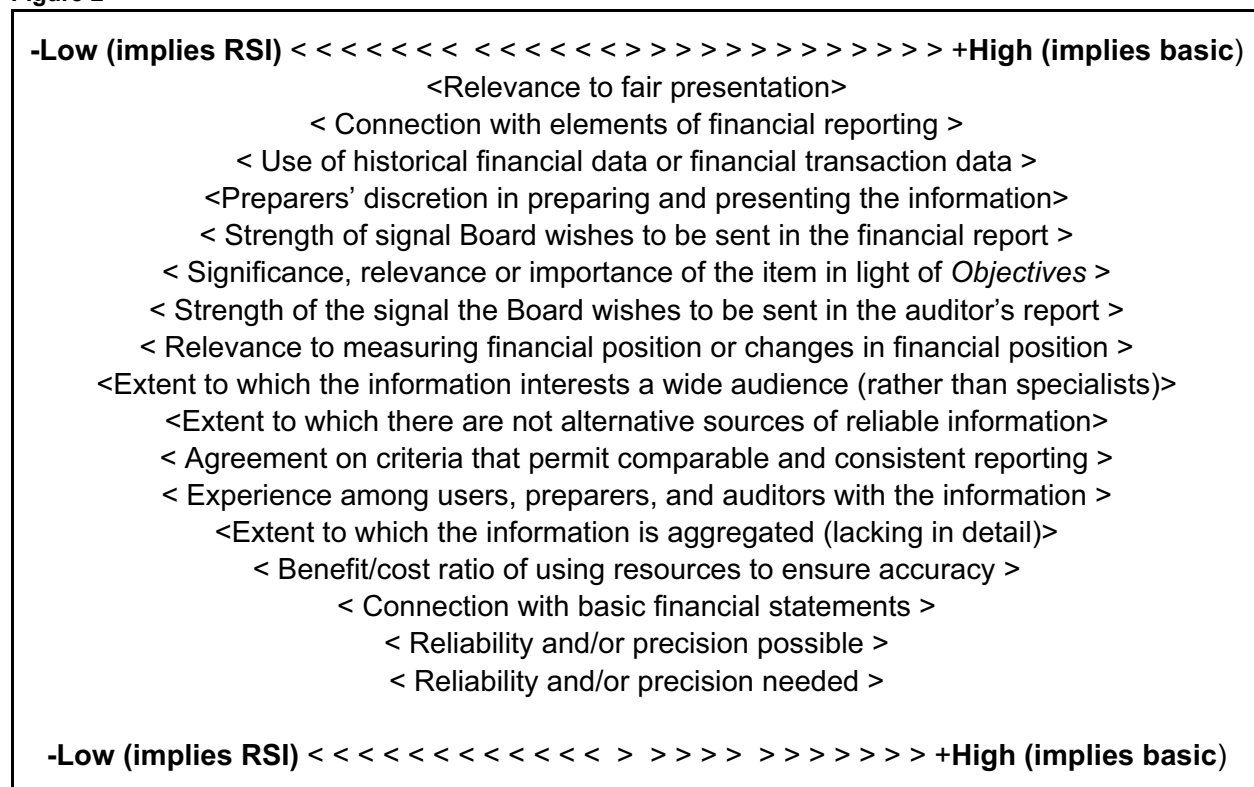 -Low (implies RSI) < < < < < < < < < < < < < > > > > > > > > > > > > > +High (implies basic)
<Relevance to fair presentation>
< Connection with elements of financial reporting >
< Use of historical financial data or financial transaction data >
<Preparers’ discretion in preparing and presenting the information>
< Strength of signal Board wishes to be sent in the financial report >
< Significance, relevance or importance of the item in light of Objectives >
< Strength of the signal the Board wishes to be sent in the auditor’s report >
< Relevance to measuring financial position or changes in financial position >
<Extent to which the information interests a wide audience (rather than specialists)>
<Extent to which there are not alternative sources of reliable information>
< Agreement on criteria that permit comparable and consistent reporting >
< Experience among users, preparers, and auditors with the information >
<Extent to which the information is aggregated (lacking in detail)>
< Benefit/cost ratio of using resources to ensure accuracy >
< Connection with basic financial statements >
< Reliability and/or precision possible >
< Reliability and/or precision needed >
-Low (implies RSI) < < < < < < < < < < < < > > > > > > > > > > > > +High (implies basic)